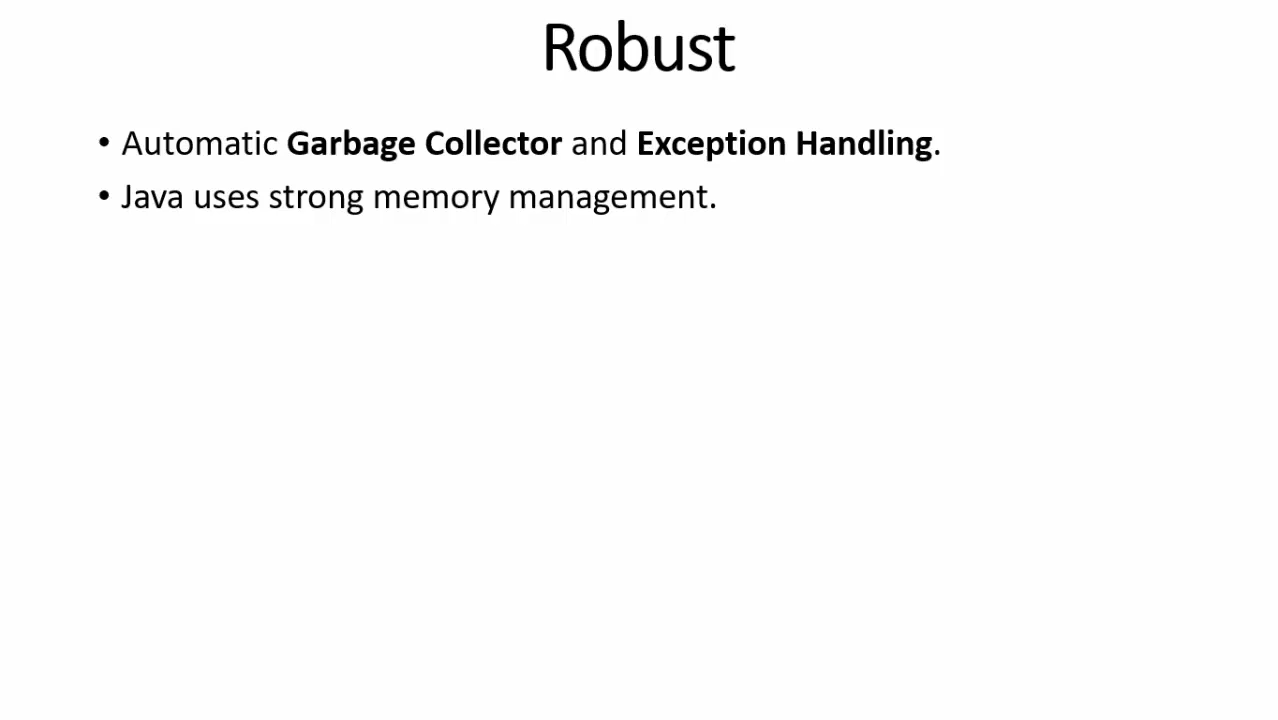 Robust
• Automatic Garbage Collector and Exception Handling.
• Java uses strong memory management.